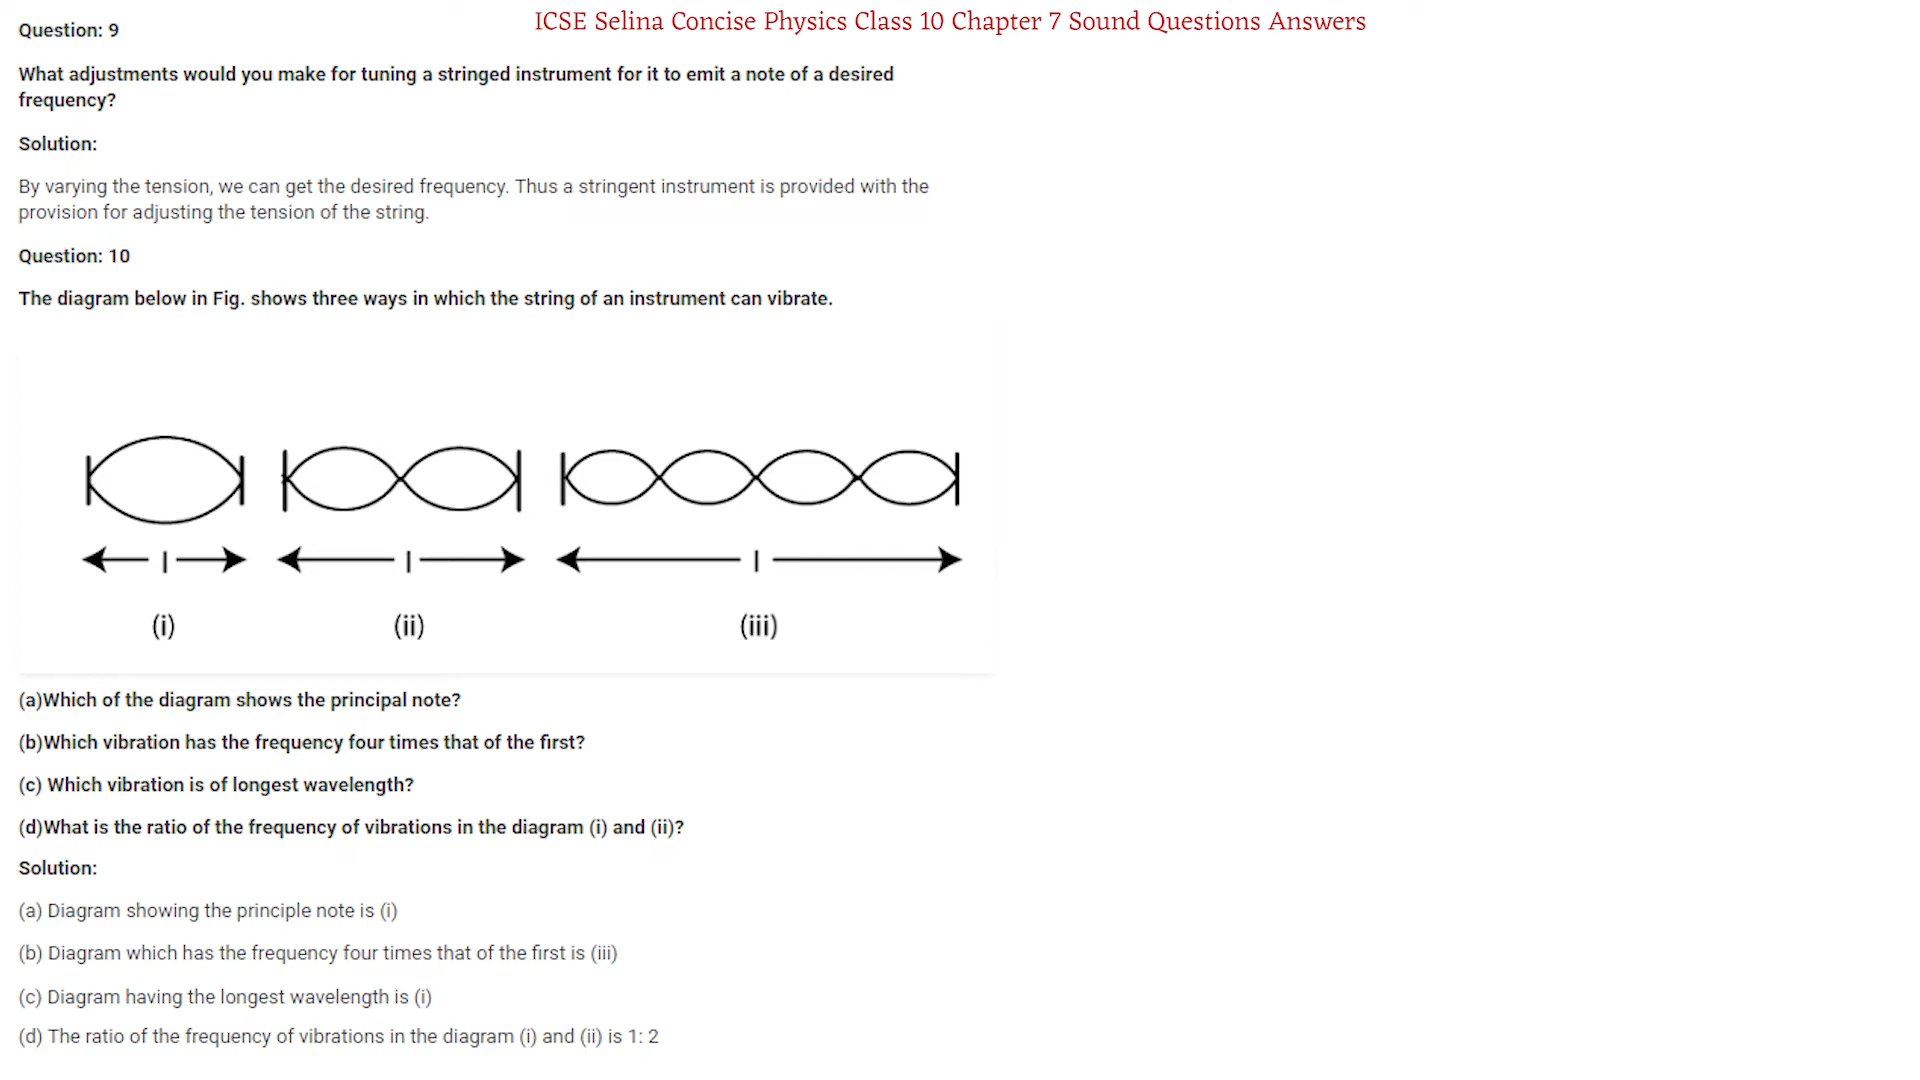 ICSE Selina Concise Physics Class 10 Chapter 7 Sound Questions Answers
Question: 9
What adjustments would you make for tuning a stringed instrument for it to emit a note of a desired
frequency?
Solution:
By varying the tension, we can get the desired frequency. Thus a stringent instrument is provided with the
provision for adjusting the tension of the string.
Question: 10
The diagram below in Fig. shows three ways in which the string of an instrument can vibrate.
l l l
(i) (ii) (iii)
(a)Which of the diagram shows the principal note?
(b)Which vibration has the frequency four times that of the first?
(c) Which vibration is of longest wavelength?
(d)What is the ratio of the frequency of vibrations in the diagram (i) and (ii)?
Solution:
(a) Diagram showing the principle note is (i)
(b) Diagram which has the frequency four times that of the first is (iii)
(c) Diagram having the longest wavelength is (i)
(d) The ratio of the frequency of vibrations in the diagram (i) and (ii) is 1: 2